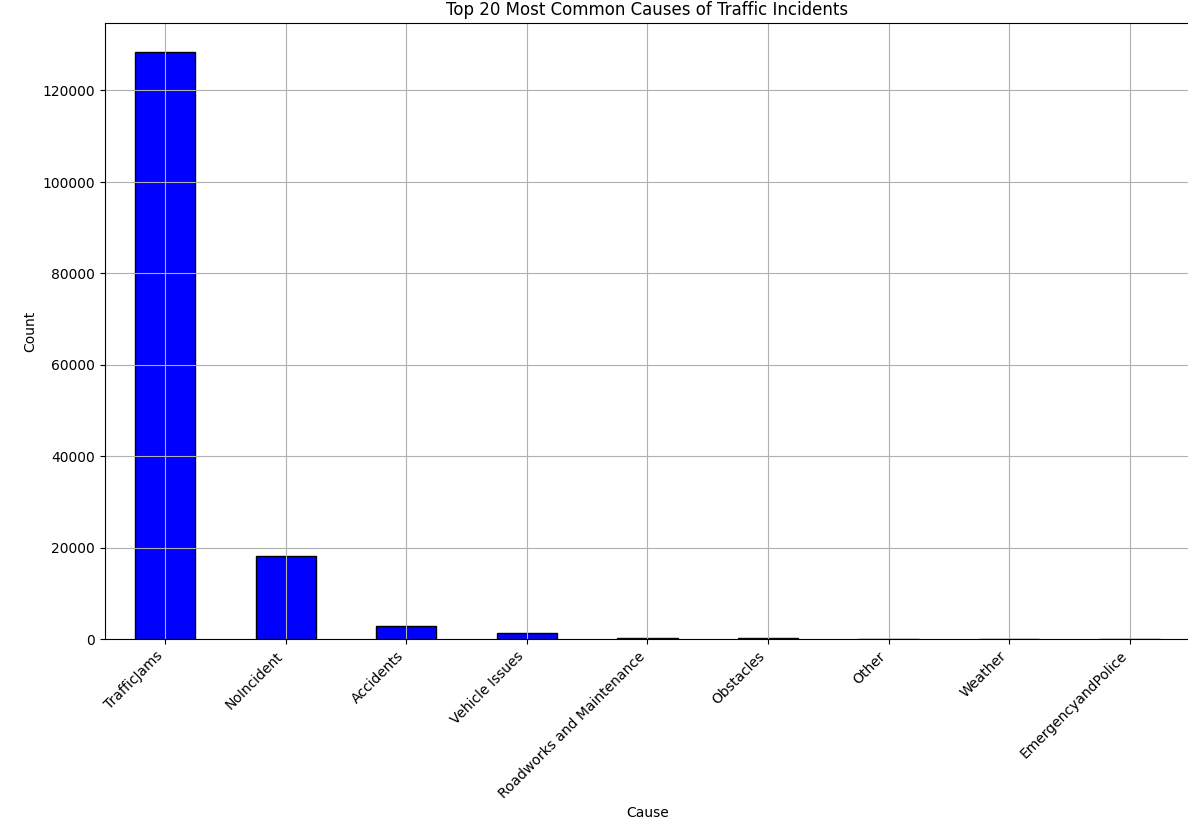 Top 20 Most Common Causes of Traffic Incidents
120000
100000
80000
60000
40000
20000
0
Count
TrafficJams
NoIncident
Accidents
Vehicle Issues
Roadworks and Maintenance
Obstacles
Other
Weather
EmergencyandPolice
Cause